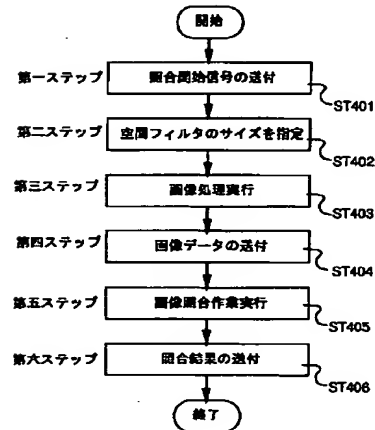 開始
第一ステップ 照合開始信号の送付
ST401
第二ステップ 空間フィルタのサイズを指定
ST402
第三ステップ 画像処理実行
ST403
第四ステップ 画像データの送付
ST404
第五ステップ 画像照合作業実行
ST405
第六ステップ 照合結果の送付
ST406
終了